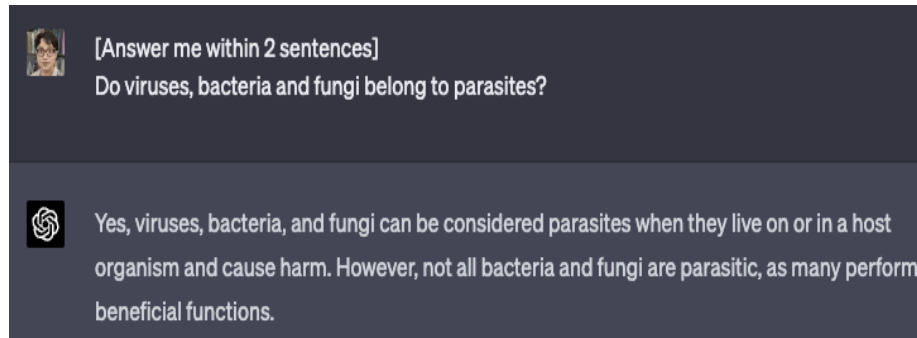 [Answer me within 2 sentences]
Do viruses, bacteria and fungi belong to parasites?
Yes, viruses, bacteria, and fungi can be considered parasites when they live on or in a host
organism and cause harm. However, not all bacteria and fungi are parasitic, as many perform
beneficial functions.